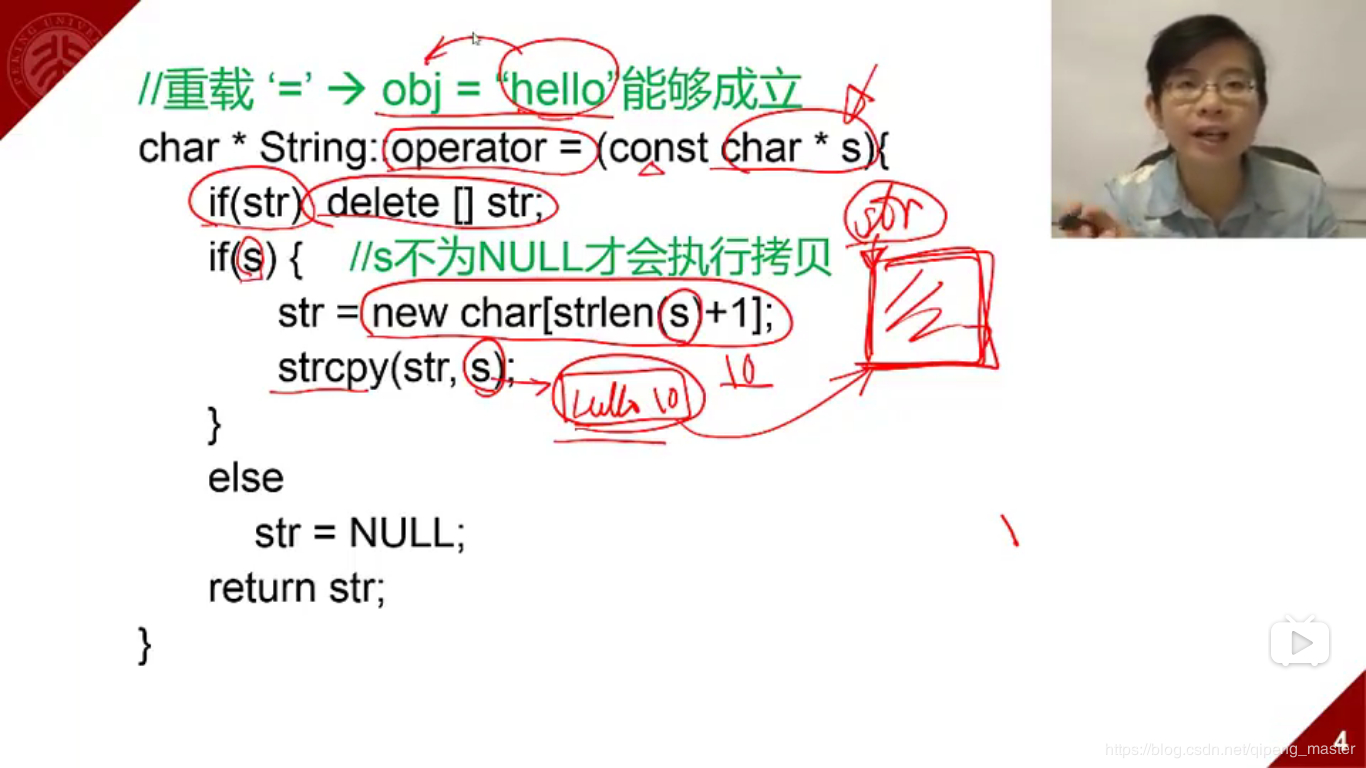 //重载 ‘=’ → obj = “hello”能够成立
char * String::operator = (const char * s){
if(str) delete [] str;
str
if(s) { //s不为NULL才会执行拷贝
str = new char[strlen(s)+1];
strcpy(str, s);
hello \0
\0
}
else
str = NULL;
return str;
}
4
https://blog.csdn.net/qipang_master